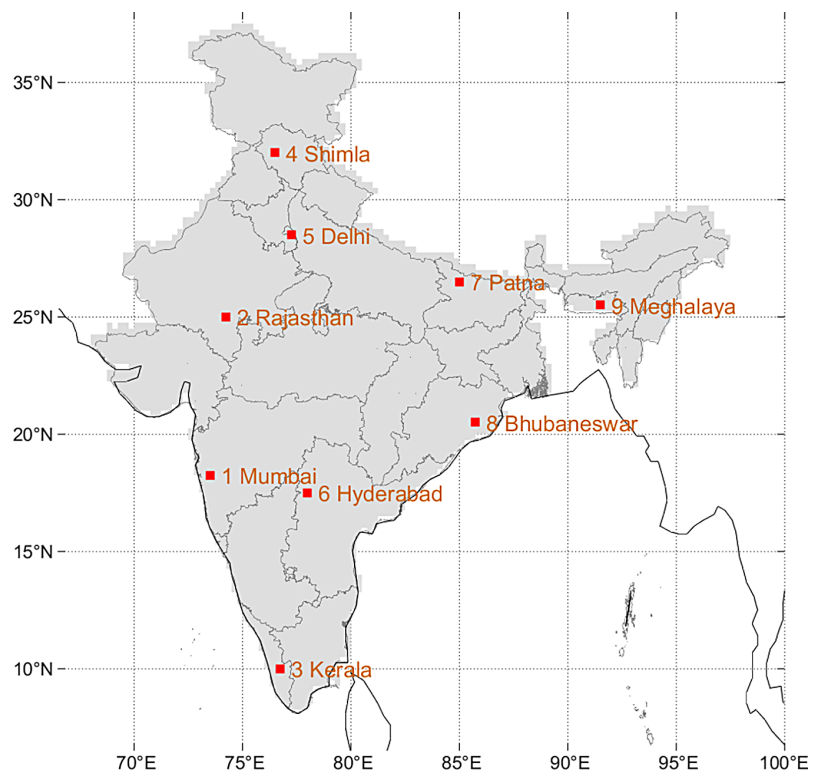 35°N
4 Shimla
30°N
5 Delhi
7 Patna
9 Meghalaya
25°N
2 Rajasthan
20°N
8 Bhubaneswar
1 Mumbai
6 Hyderabad
15°N
10°N
3 Kerala
70°E 75°E 80°E 85°E 90°E 95°E 100°E